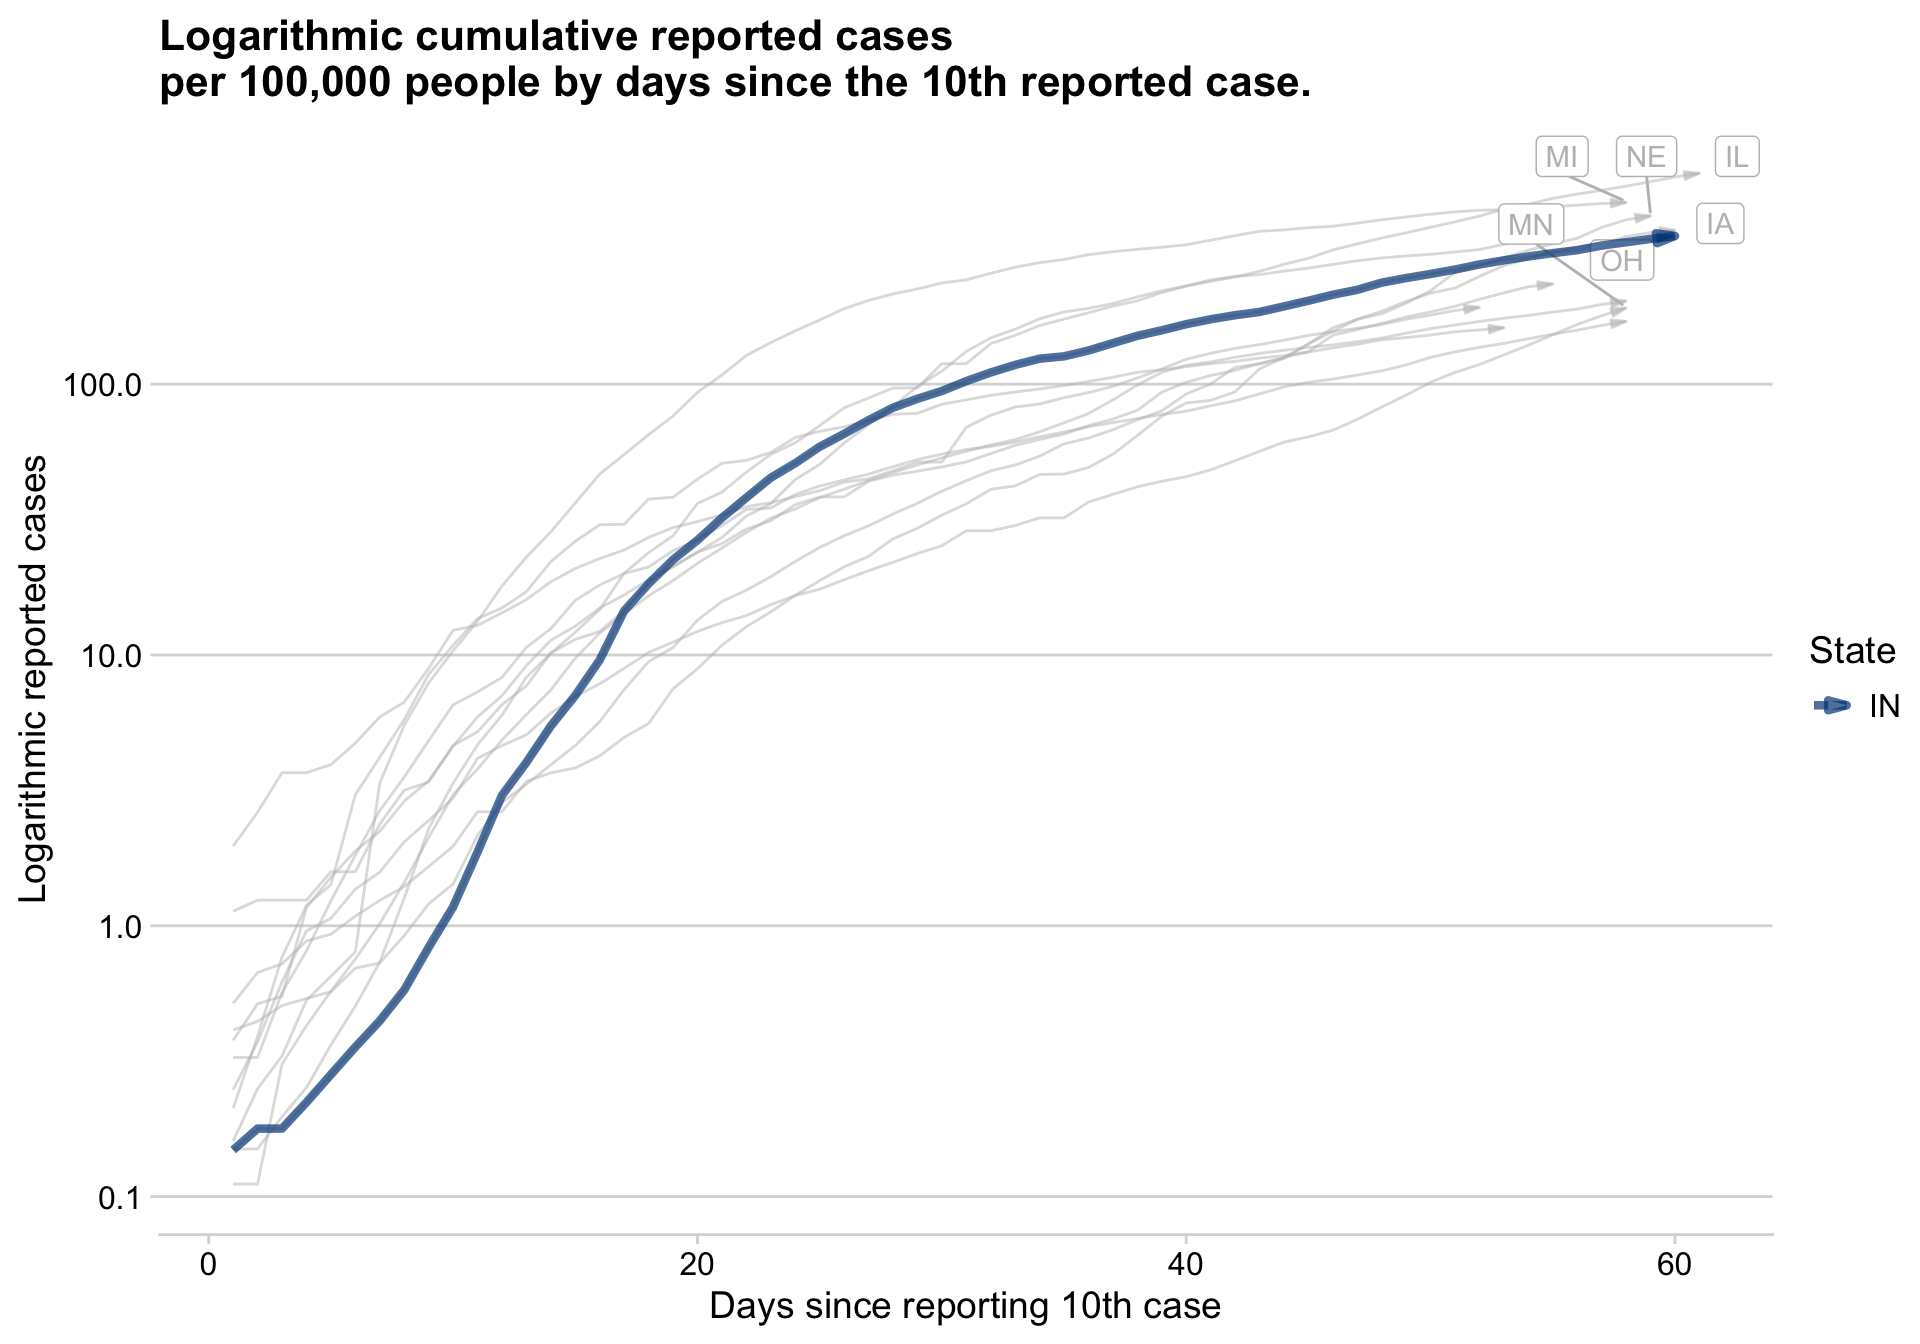 Logarithmic cumulative reported cases
per 100,000 people by days since the 10th reported case.
MI
NE
IL
MN
IA
OH
100.0
10.0
1.0
0.1
Logarithmic reported cases
State
IN
0
20
40
60
Days since reporting 10th case